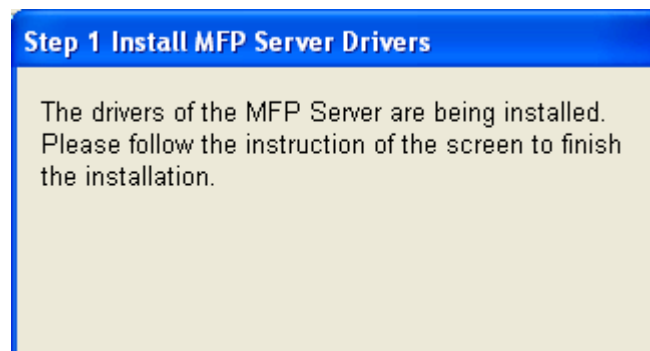 Step 1 Install MFP Server Drivers
The drivers of the MFP Server are being installed.
Please follow the instruction of the screen to finish
the installation.